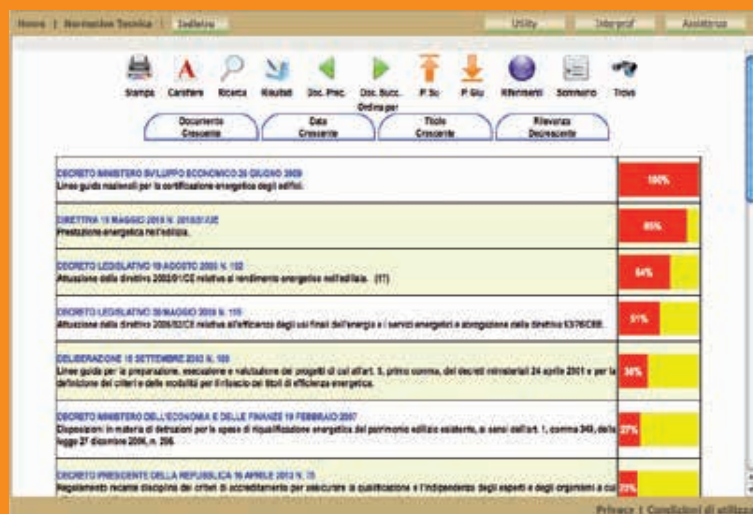 Home | Normativa Tecnica | Indietro
Utility Interprof Assistenza
Stampa Carattere Ricerca Risultati Doc. Prec. Doc. Succ. P. Su P. Giu Riferimenti Sommario Trova
Ordina per
Documento Crescente
Data Crescente
Titolo Crescente
Rilevanza Decrescente
DECRETO MINISTERO SVILUPPO ECONOMICO 26 GIUGNO 2009
100%
Linee guida nazionali per la certificazione energetica degli edifici.
DIRETTIVA 19 MAGGIO 2010 N. 2010/31/UE
85%
Prestazione energetica nell'edilizia.
DECRETO LEGISLATIVO 19 AGOSTO 2005 N. 192
64%
Attuazione della direttiva 2002/91/CE relativa al rendimento energetico nell'edilizia. (17)
DECRETO LEGISLATIVO 30 MAGGIO 2008 N. 115
51%
Attuazione della direttiva 2006/32/CE relativa all'efficienza degli usi finali dell'energia e i servizi energetici e abrogazione della direttiva 93/76/CEE.
DELIBERAZIONE 18 SETTEMBRE 2003 N. 103
Linee guida per la preparazione, esecuzione e valutazione dei progetti di cui all'art. 5, primo comma, dei decreti ministeriali 24 aprile 2001 e per la
definizione dei criteri e delle modalità per il rilascio dei titoli di efficienza energetica.
DECRETO MINISTERO DELL'ECONOMIA E DELLE FINANZE 19 FEBBRAIO 2007
27%
Disposizioni in materia di detrazioni per le spese di riqualificazione energetica del patrimonio edilizio esistente, ai sensi dell'art. 1, comma 349, della
legge 27 dicembre 2006, n. 296.
DECRETO PRESIDENTE DELLA REPUBBLICA 16 APRILE 2013 N. 75
Regolamento recante disciplina dei criteri di accreditamento per assicurare la qualificazione e l'indipendenza degli esperti e degli organismi a cui
Privacy | Condizioni di utilizzo